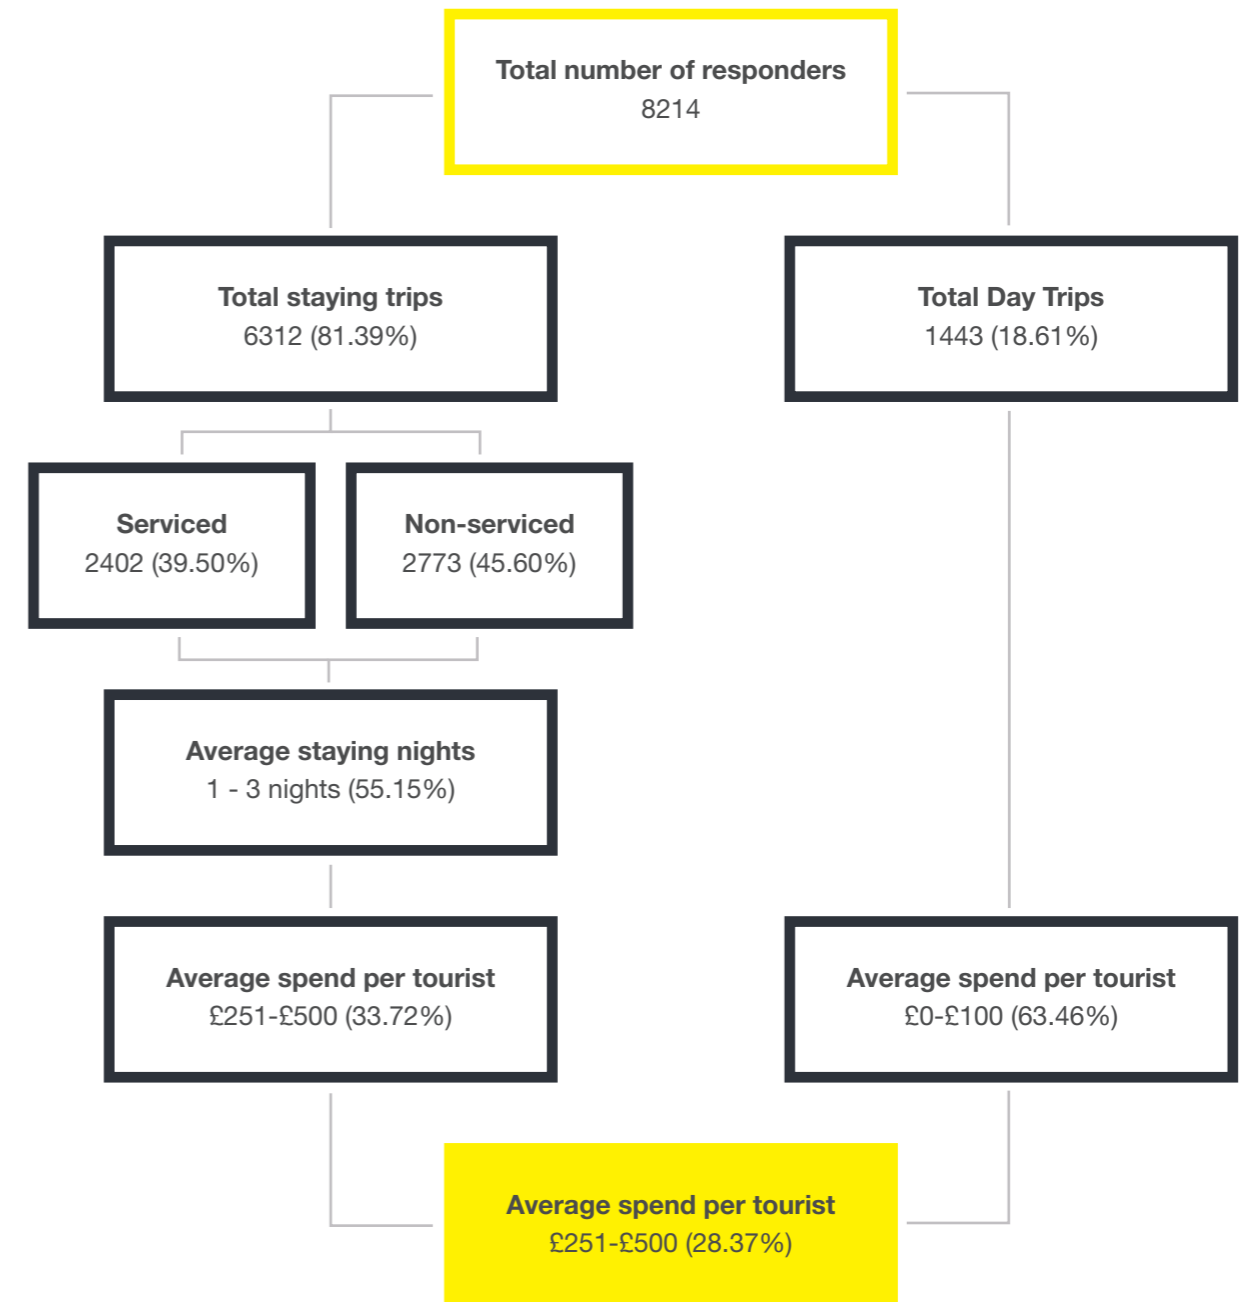 Total number of responders
8214
Total staying trips
6312 (81.39%)
Total Day Trips
1443 (18.61%)
Serviced
2402 (39.50%)
Non-serviced
2773 (45.60%)
Average staying nights
1 - 3 nights (55.15%)
Average spend per tourist
£251-£500 (33.72%)
Average spend per tourist
£0-£100 (63.46%)
Average spend per tourist
£251-£500 (28.37%)